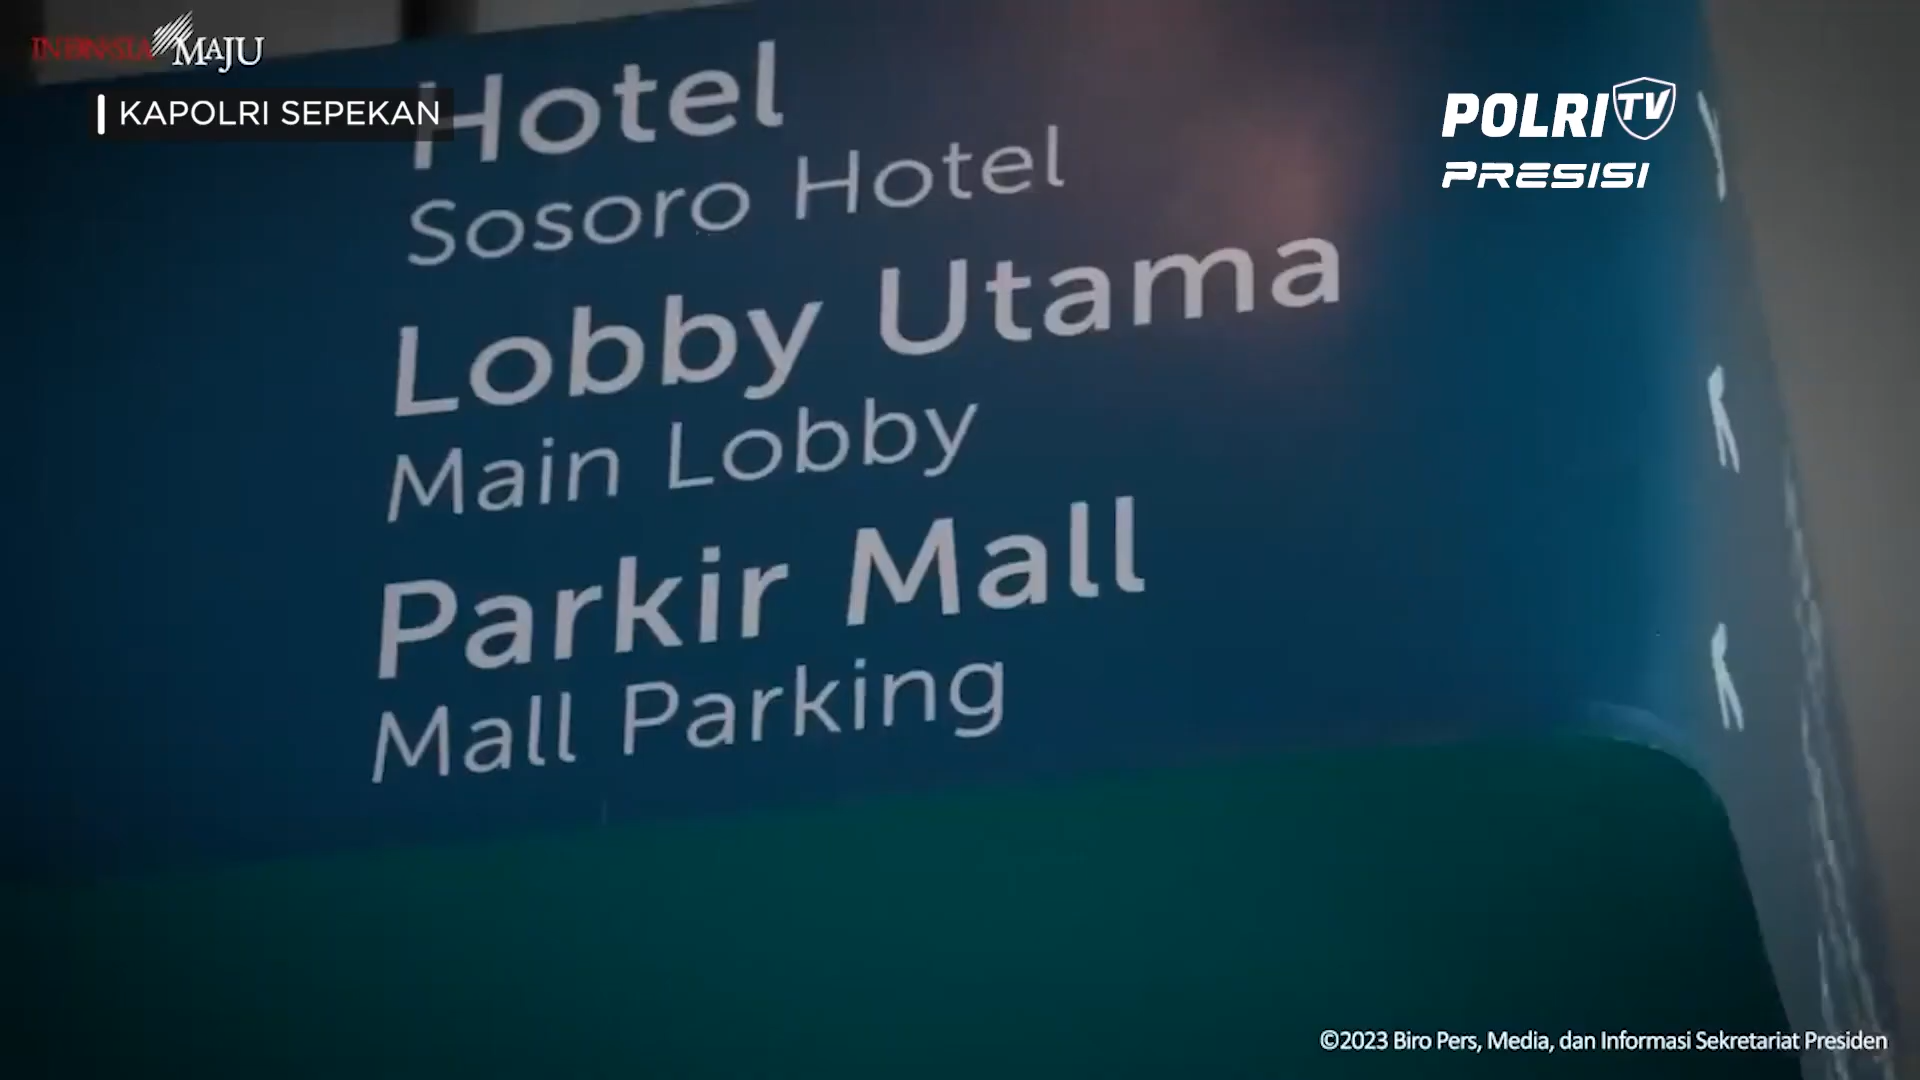 INDONESIA MAJU
KAPOLRI SEPEKAN
POLRI TV
PRESISI
Hotel
Sosoro Hotel
Lobby Utama
Main Lobby
Parkir Mall
Mall Parking
©2023 Biro Pers, Media, dan Informasi Sekretariat Presiden